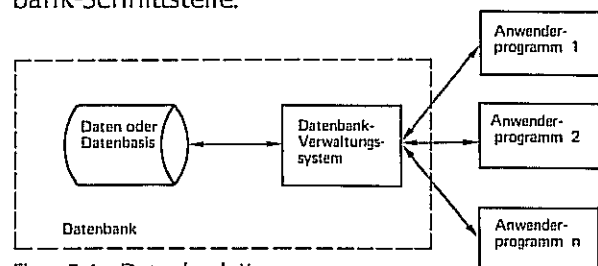 bank-Schnittstelle.
Anwender-
programm 1
Daten oder
Datenbasis
Datenbank-
Verwaltungs-
system
Anwender-
programm 2
Datenbank
Anwender-
programm n